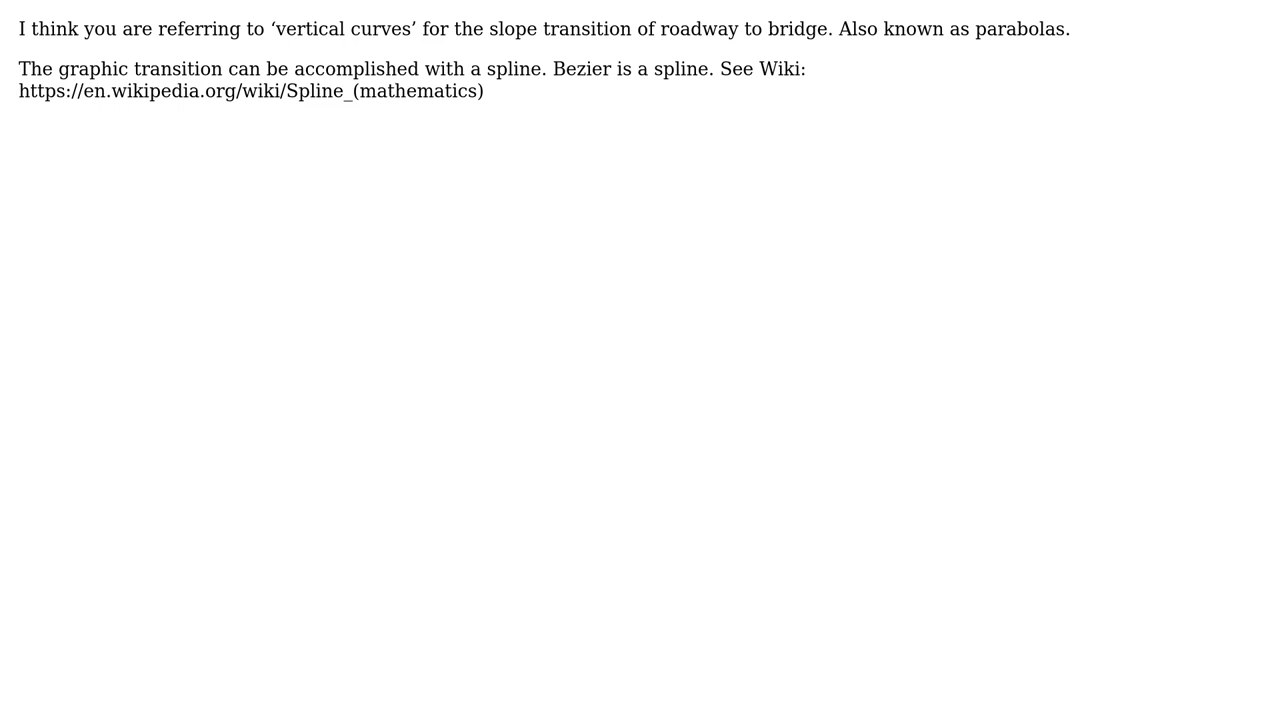 I think you are referring to ‘vertical curves’ for the slope transition of roadway to bridge. Also known as parabolas.
The graphic transition can be accomplished with a spline. Bezier is a spline. See Wiki:
https://en.wikipedia.org/wiki/Spline_(mathematics)